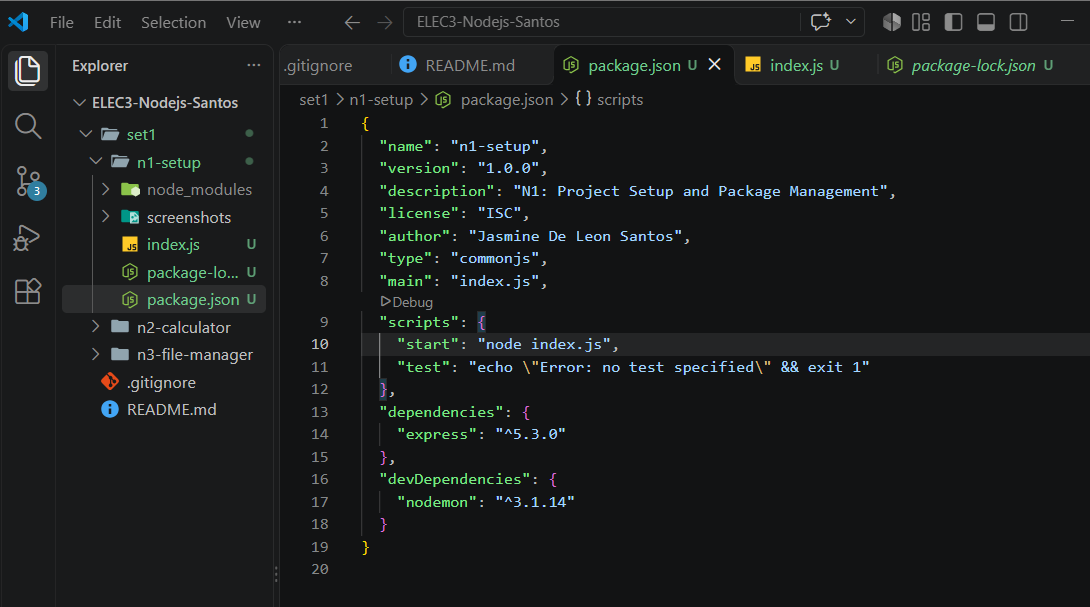 File Edit Selection View ··· ELEC3-Nodejs-Santos
Explorer ···
ELEC3-Nodejs-Santos
set1
n1-setup
node_modules
screenshots
index.js U
package-lo... U
package.json U
n2-calculator
n3-file-manager
.gitignore
README.md
3
.gitignore README.md package.json U index.js U package-lock.json U
set1 > n1-setup > package.json > { } scripts
1 {
2 "name": "n1-setup",
3 "version": "1.0.0",
4 "description": "N1: Project Setup and Package Management",
5 "license": "ISC",
6 "author": "Jasmine De Leon Santos",
7 "type": "commonjs",
8 "main": "index.js",
Debug
9 "scripts": {
10 "start": "node index.js",
11 "test": "echo \"Error: no test specified\" && exit 1"
12 },
13 "dependencies": {
14 "express": "^5.3.0"
15 },
16 "devDependencies": {
17 "nodemon": "^3.1.14"
18 }
19 }
20